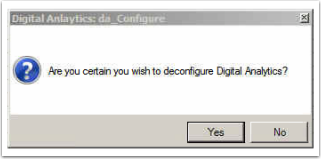 Digital Anlaytics: da_Configure
Are you certain you wish to deconfigure Digital Analytics?
Yes
No